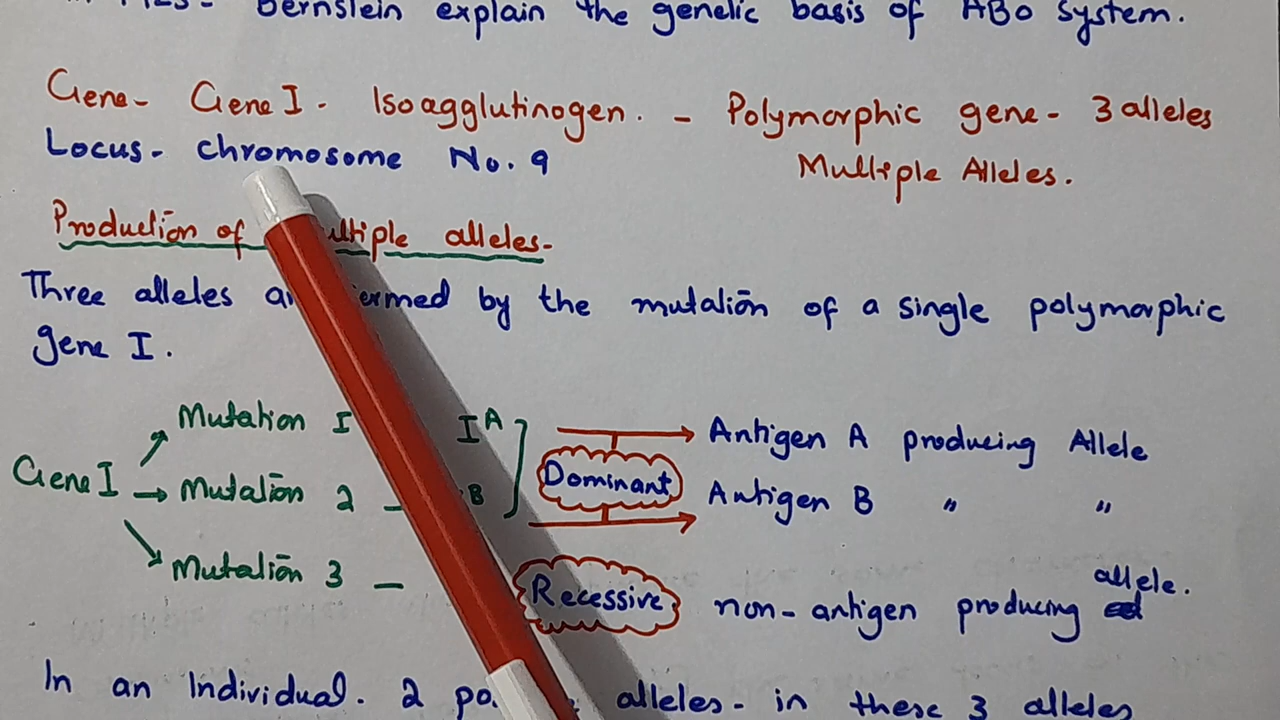 Bernstein explain the genetic basis of ABO System.
Gene- Gene I. Isoagglutinogen. - Polymorphic gene- 3 alleles
Locus- chromosome No. 9
Multiple Alleles.
Production of alleles-
Three alleles by the mutation of a single polymorphic
gene I.
Mutation I I^A
Gene I Mutation 2 - B
Mutation 3 -
Dominant
Antigen A producing Allele
Antigen B " "
Recessive
non-antigen producing allele.
In an Individual. 2 alleles- in these 3 alleles